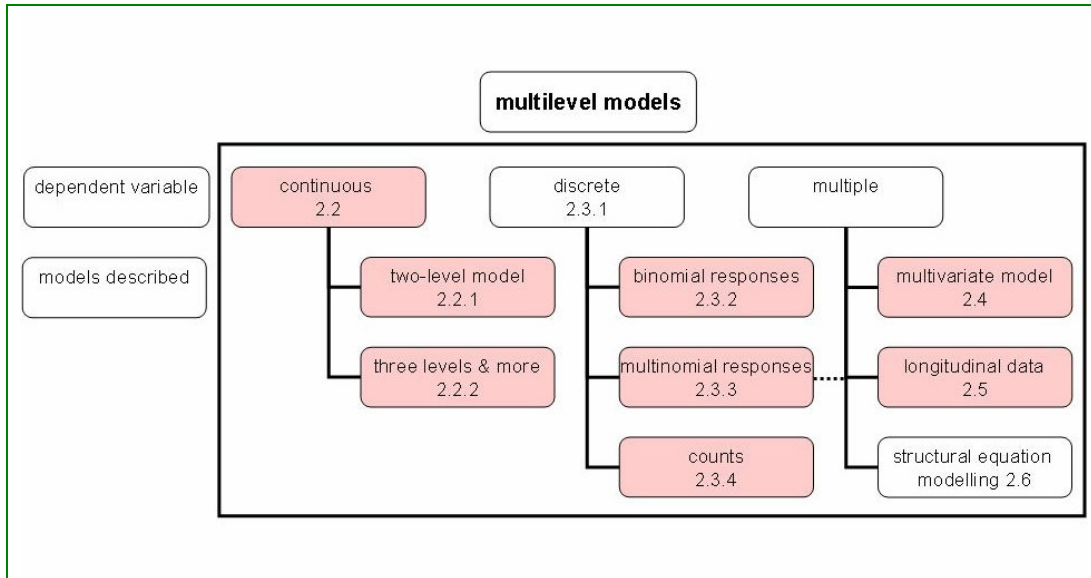 multilevel models
dependent variable
continuous
2.2
discrete
2.3.1
multiple
models described
two-level model
2.2.1
binomial responses
2.3.2
multivariate model
2.4
three levels & more
2.2.2
multinomial responses
2.3.3
longitudinal data
2.5
counts
2.3.4
structural equation
modelling 2.6